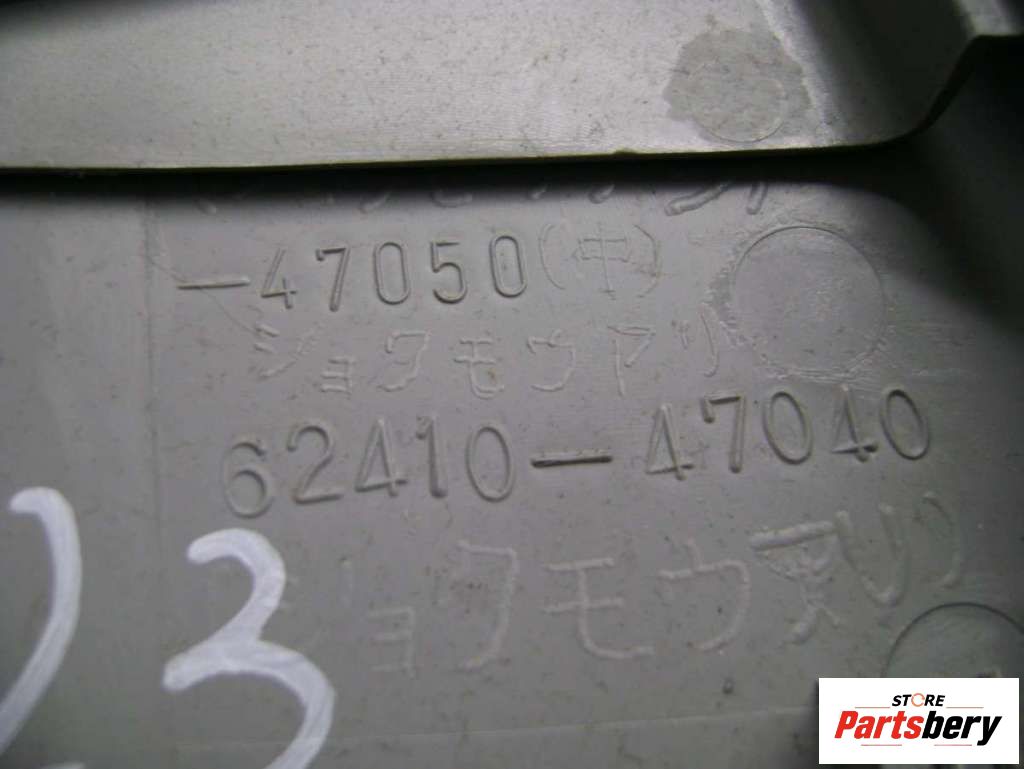 -47050(中)
ショクモウアリ
62410-47040
ショクモウアリ
23
STORE
Partsbery